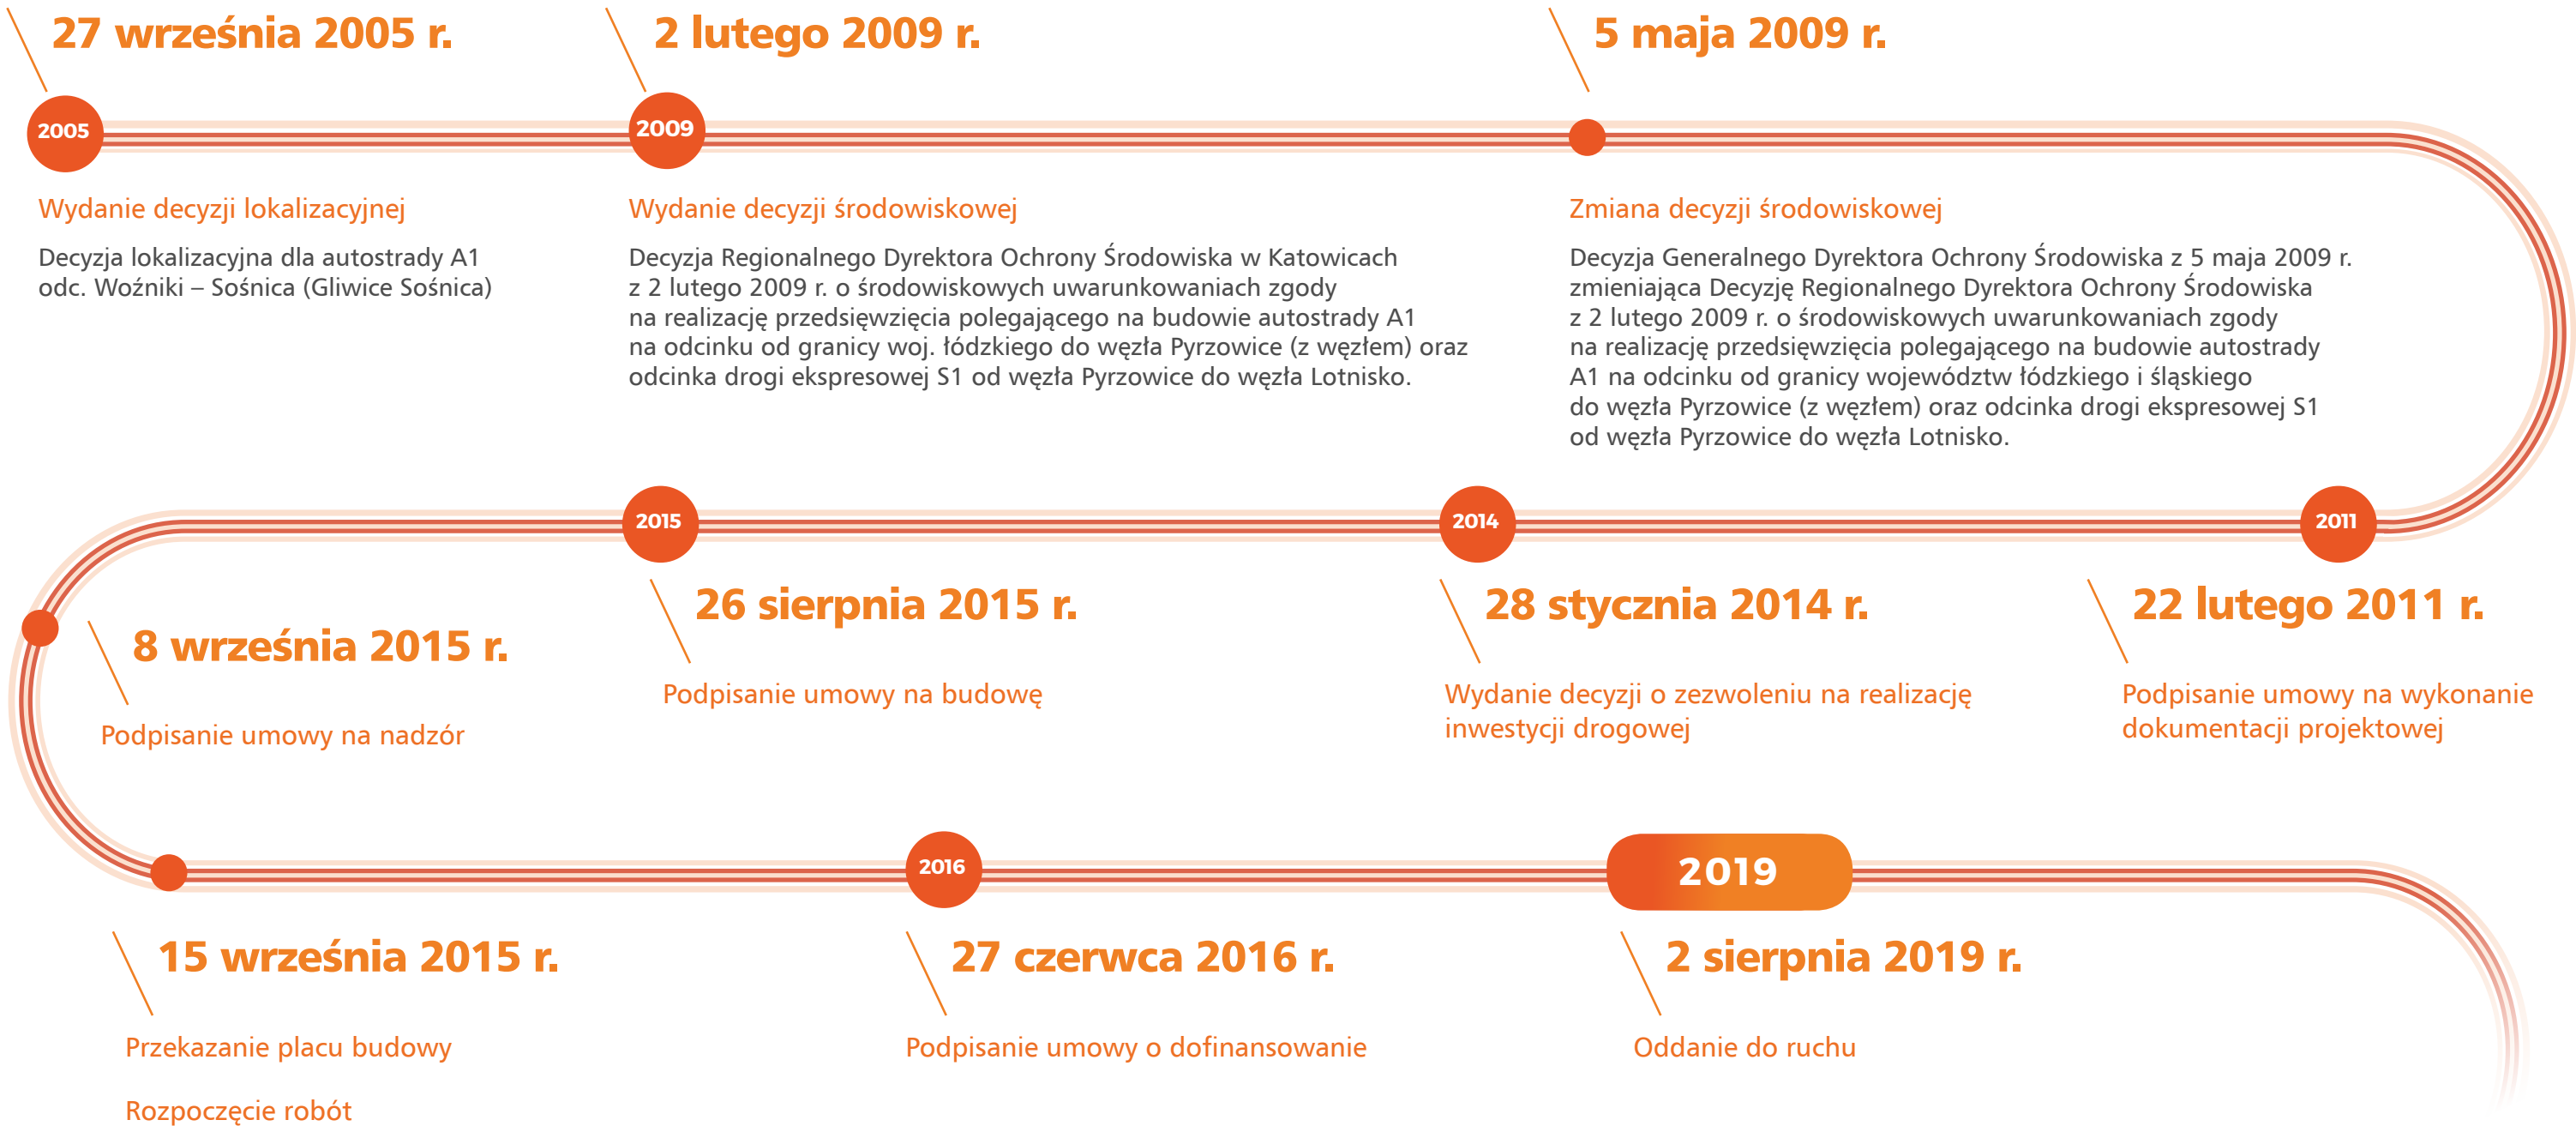 27 września 2005 r.
2005
Wydanie decyzji lokalizacyjnej
Decyzja lokalizacyjna dla autostrady A1
odc. Woźniki – Sośnica (Gliwice Sośnica)
2 lutego 2009 r.
2009
Wydanie decyzji środowiskowej
Decyzja Regionalnego Dyrektora Ochrony Środowiska w Katowicach
z 2 lutego 2009 r. o środowiskowych uwarunkowaniach zgody
na realizację przedsięwzięcia polegającego na budowie autostrady A1
na odcinku od granicy woj. łódzkiego do węzła Pyrzowice (z węzłem) oraz
odcinka drogi ekspresowej S1 od węzła Pyrzowice do węzła Lotnisko.
5 maja 2009 r.
Zmiana decyzji środowiskowej
Decyzja Generalnego Dyrektora Ochrony Środowiska z 5 maja 2009 r.
zmieniająca Decyzję Regionalnego Dyrektora Ochrony Środowiska
z 2 lutego 2009 r. o środowiskowych uwarunkowaniach zgody
na realizację przedsięwzięcia polegającego na budowie autostrady
A1 na odcinku od granicy województw łódzkiego i śląskiego
do węzła Pyrzowice (z węzłem) oraz odcinka drogi ekspresowej S1
od węzła Pyrzowice do węzła Lotnisko.
2011
22 lutego 2011 r.
Podpisanie umowy na wykonanie
dokumentacji projektowej
2014
28 stycznia 2014 r.
Wydanie decyzji o zezwoleniu na realizację
inwestycji drogowej
2015
26 sierpnia 2015 r.
Podpisanie umowy na budowę
8 września 2015 r.
Podpisanie umowy na nadzór
15 września 2015 r.
Przekazanie placu budowy
Rozpoczęcie robót
2016
27 czerwca 2016 r.
Podpisanie umowy o dofinansowanie
2019
2 sierpnia 2019 r.
Oddanie do ruchu